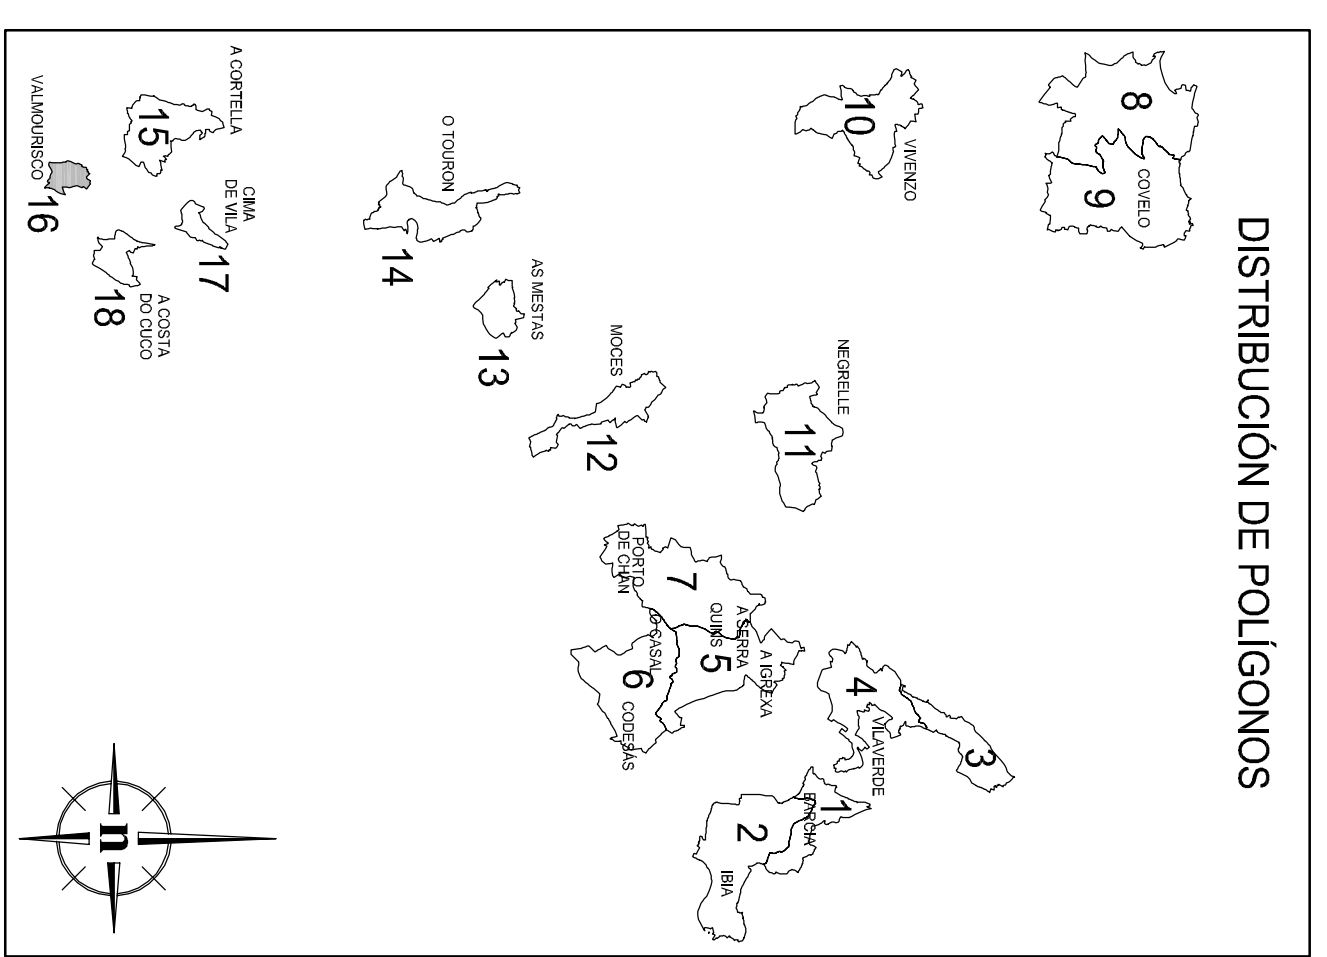 DISTRIBUCIÓN DE POLÍGONOS
8
COVELO
9
VIVENZO
10
NEGRELLE
11
3
4
VILAVERDE
1
BARCIA
2
IBIA
A IGREXA
A SERRA
5
QUINS
7
PORTO
DE CHAN
O CASAL
6
CODESÁS
MOCES
12
AS MESTAS
13
O TOURON
14
A CORTELLA
15
CIMA
DE VILA
17
VALMOURISCO
16
A COSTA
DO CUCO
18
n